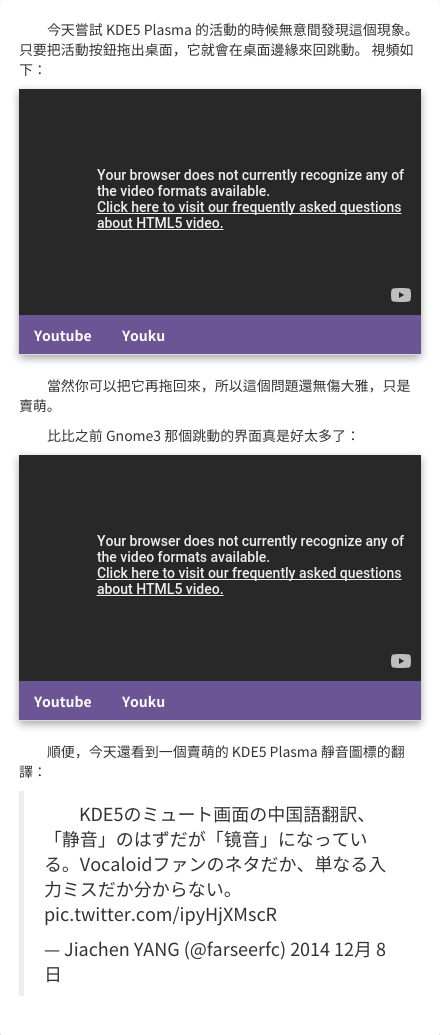 今天嘗試 KDE5 Plasma 的活動的時候無意間發現這個現象。
只要把活動按鈕拖出桌面，它就會在桌面邊緣來回跳動。 視頻如
下：
Your browser does not currently recognize any of
the video formats available.
Click here to visit our frequently asked questions
about HTML5 video.
Youtube Youku
當然你可以把它再拖回來，所以這個問題還無傷大雅，只是
賣萌。
比比之前 Gnome3 那個跳動的界面真是好太多了：
Your browser does not currently recognize any of
the video formats available.
Click here to visit our frequently asked questions
about HTML5 video.
Youtube Youku
順便，今天還看到一個賣萌的 KDE5 Plasma 靜音圖標的翻
譯：
KDE5のミュート画面の中国語翻訳、
「静音」のはずだが「镜音」になってい
る。Vocaloidファンのネタだか、単なる入
力ミスだか分からない。
pic.twitter.com/ipyHjXMscR
— Jiachen YANG (@farseerfc) 2014 12月 8
日